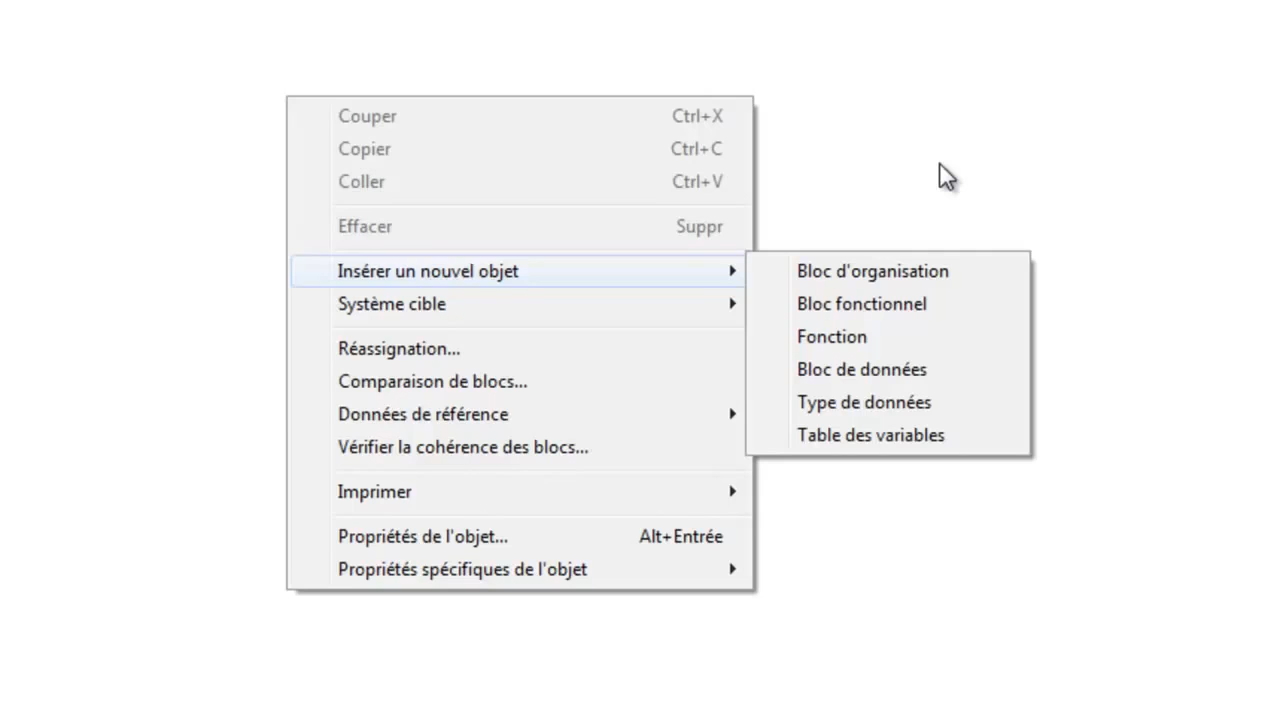 Couper Ctrl+X
Copier Ctrl+C
Coller Ctrl+V
Effacer Suppr
Insérer un nouvel objet
Système cible
Réassignation...
Comparaison de blocs...
Données de référence
Vérifier la cohérence des blocs...
Imprimer
Propriétés de l'objet... Alt+Entrée
Propriétés spécifiques de l'objet
Bloc d'organisation
Bloc fonctionnel
Fonction
Bloc de données
Type de données
Table des variables